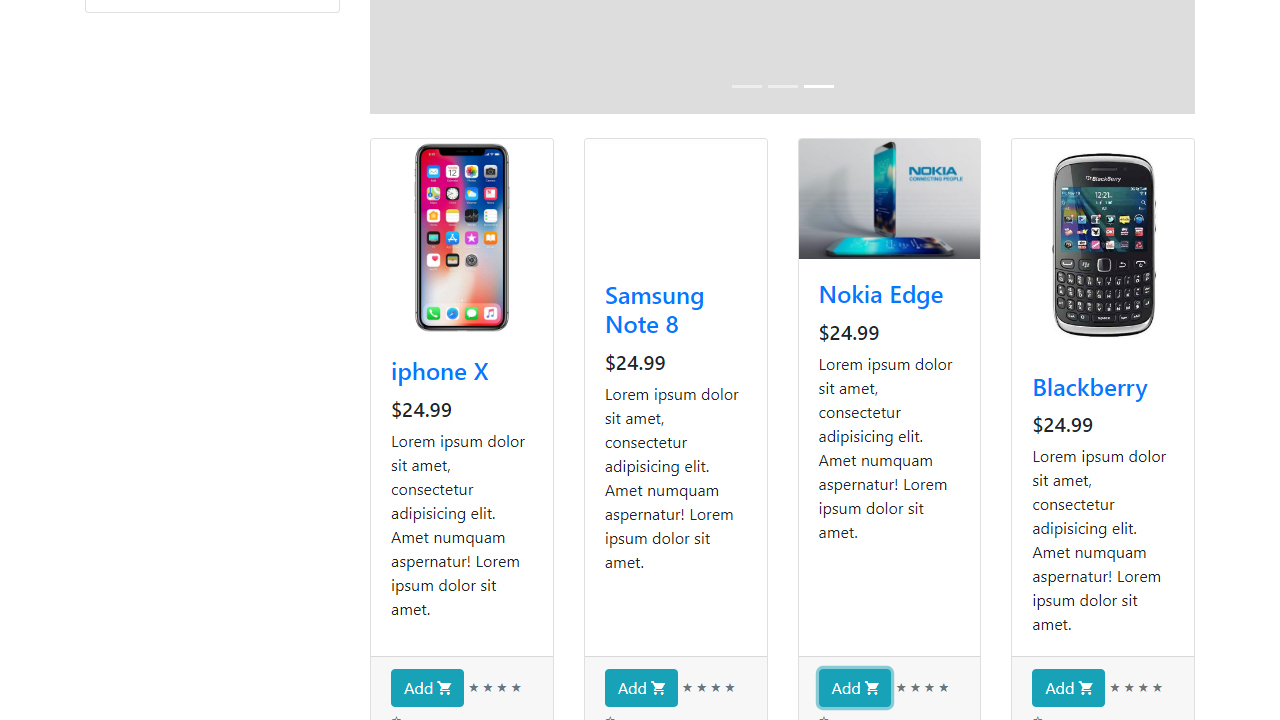 iphone X
$24.99
Lorem ipsum dolor
sit amet,
consectetur
adipisicing elit.
Amet numquam
aspernatur! Lorem
ipsum dolor sit
amet.
Add
★ ★ ★ ★
☆
Samsung
Note 8
$24.99
Lorem ipsum dolor
sit amet,
consectetur
adipisicing elit.
Amet numquam
aspernatur! Lorem
ipsum dolor sit
amet.
Add
★ ★ ★ ★
NOKIA
CONNECTING PEOPLE
Nokia Edge
$24.99
Lorem ipsum dolor
sit amet,
consectetur
adipisicing elit.
Amet numquam
aspernatur! Lorem
ipsum dolor sit
amet.
Add
★ ★ ★ ★
☆
BlackBerry
12:21
Blackberry
$24.99
Lorem ipsum dolor
sit amet,
consectetur
adipisicing elit.
Amet numquam
aspernatur! Lorem
ipsum dolor sit
amet.
Add
★ ★ ★ ★
☆